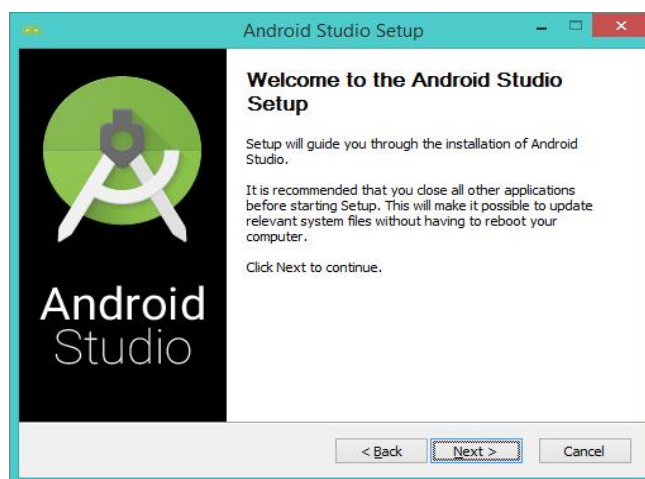 Android Studio Setup
Welcome to the Android Studio
Setup
Setup will guide you through the installation of Android
Studio.
It is recommended that you close all other applications
before starting Setup. This will make it possible to update
relevant system files without having to reboot your
computer.
Click Next to continue.
Android
Studio
< Back
Next >
Cancel